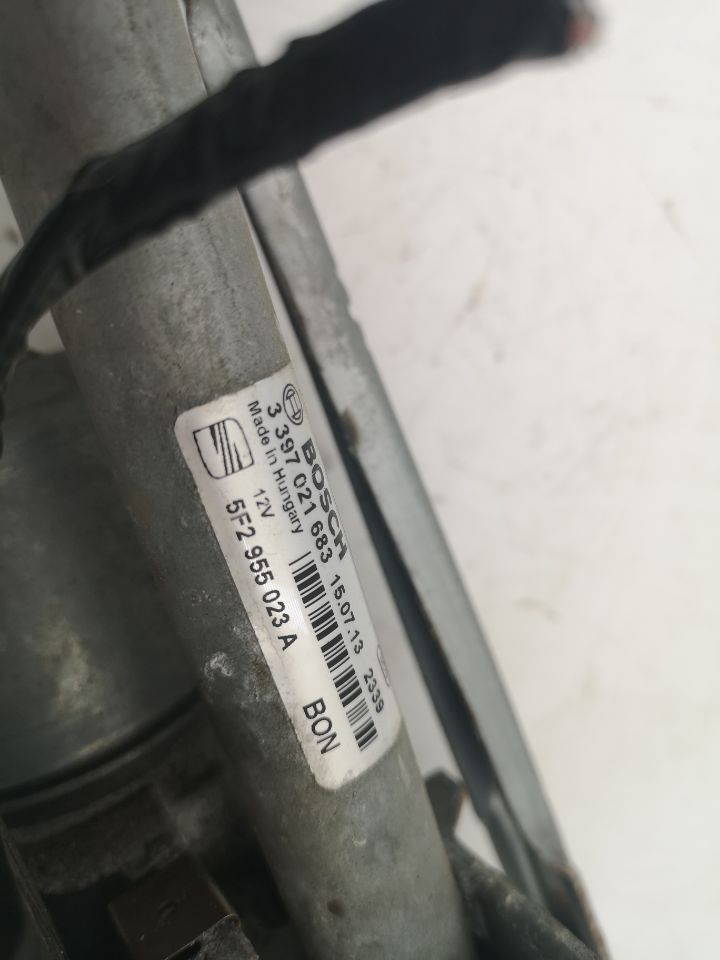 BOSCH
3 397 021 683 15.07.13 2339
Made in Hungary
12V
5F2 955 023 A
BON